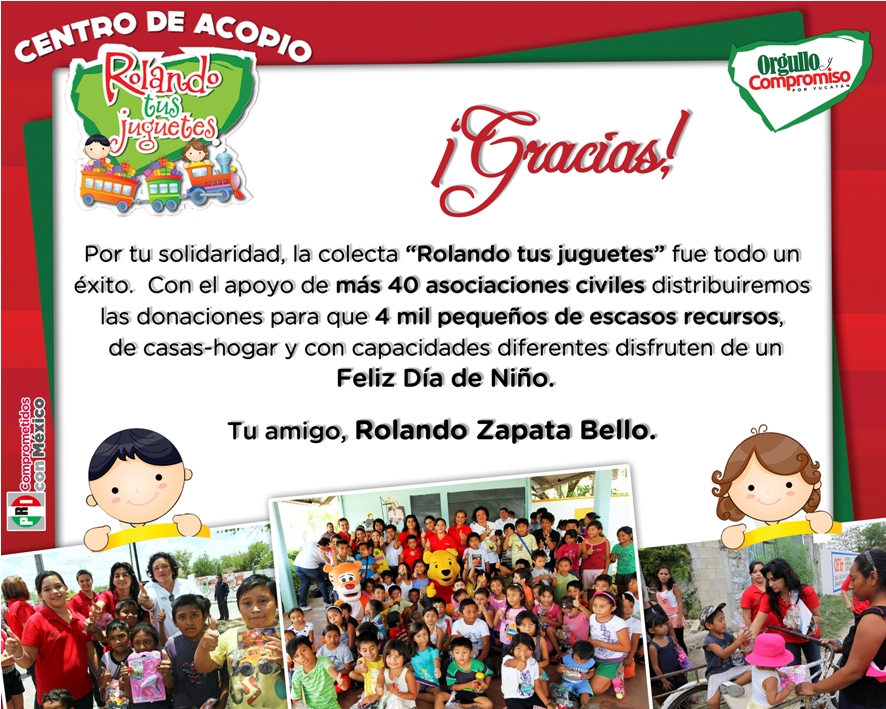 CENTRO DE ACOPIO
Rolando
tus
juguetes
Orgullo y
Compromiso
POR YUCATÁN
¡Gracias!
Por tu solidaridad, la colecta “Rolando tus juguetes” fue todo un
éxito. Con el apoyo de más 40 asociaciones civiles distribuiremos
las donaciones para que 4 mil pequeños de escasos recursos,
de casas-hogar y con capacidades diferentes disfruten de un
Feliz Día de Niño.
Tu amigo, Rolando Zapata Bello.
PRI
comprometidos
con México